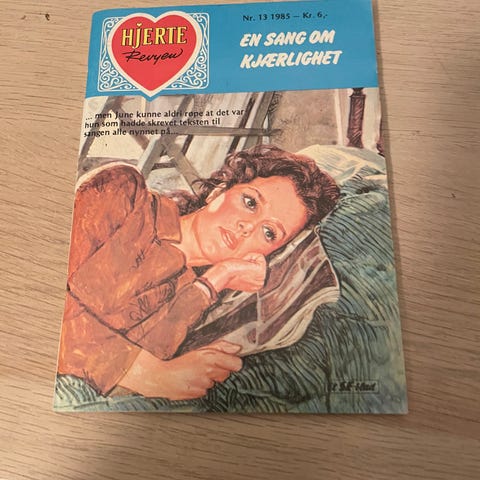 HJERTE
Revyen
Nr. 13 1985 – Kr. 6,-
EN SANG OM
KJÆRLIGHET
... men June kunne aldri røpe at det var
hun som hadde skrevet teksten til
sangen alle nynnet på...